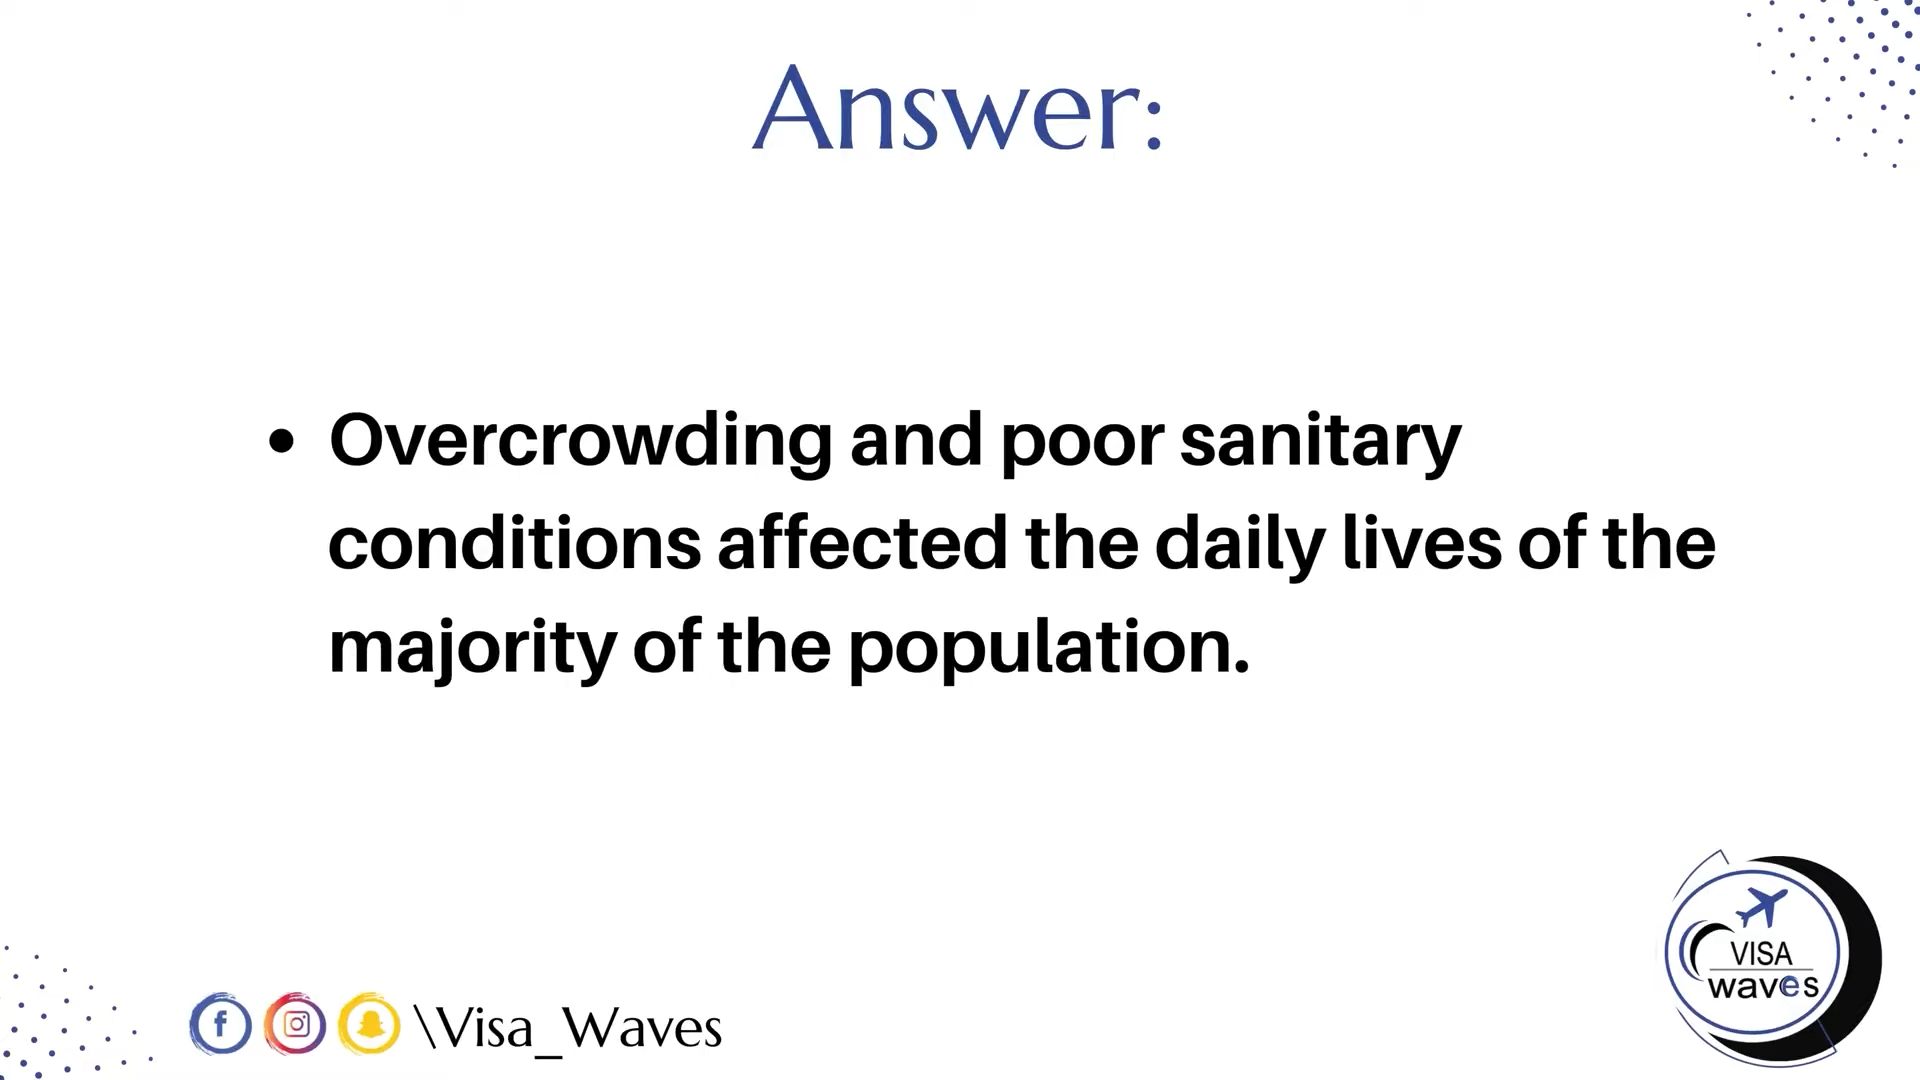 Answer:
• Overcrowding and poor sanitary
conditions affected the daily lives of the
majority of the population.
\Visa_Waves
VISA
waves